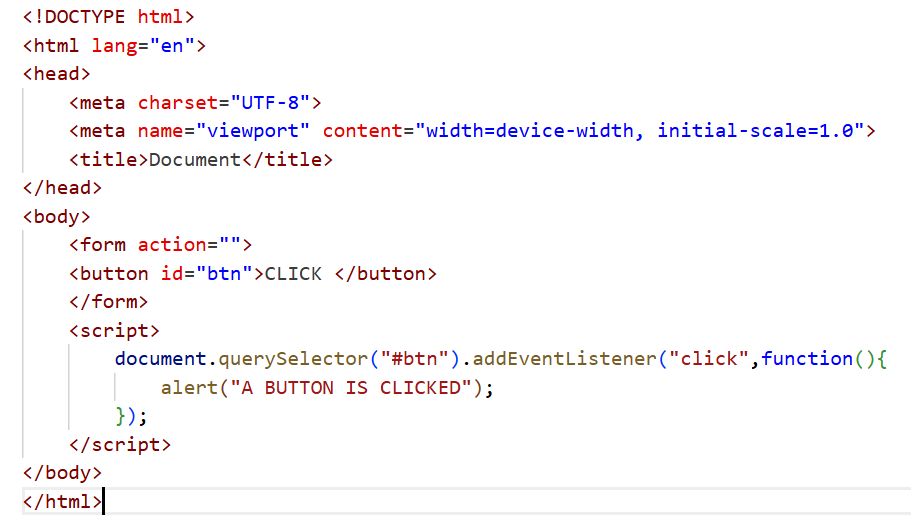 <!DOCTYPE html>
<html lang="en">
<head>
    <meta charset="UTF-8">
    <meta name="viewport" content="width=device-width, initial-scale=1.0">
    <title>Document</title>
</head>
<body>
    <form action="">
    <button id="btn">CLICK </button>
    </form>
    <script>
        document.querySelector("#btn").addEventListener("click",function(){
            alert("A BUTTON IS CLICKED");
        });
    </script>
</body>
</html>